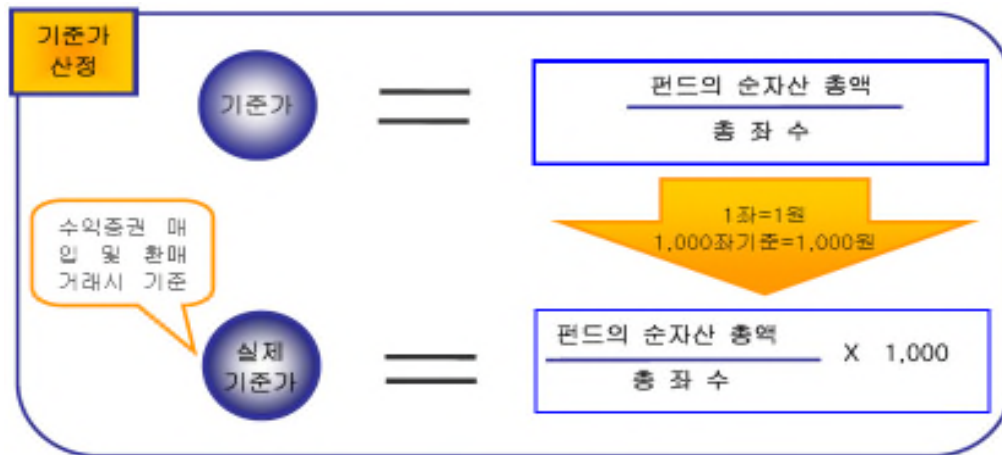 기준가
산정
기준가
펀드의 순자산 총액
총 좌 수
1좌=1원
1,000좌기준=1,000원
수익증권 매
입 및 환매
거래시 기준
실제
기준가
펀드의 순자산 총액
총 좌 수
X 1,000